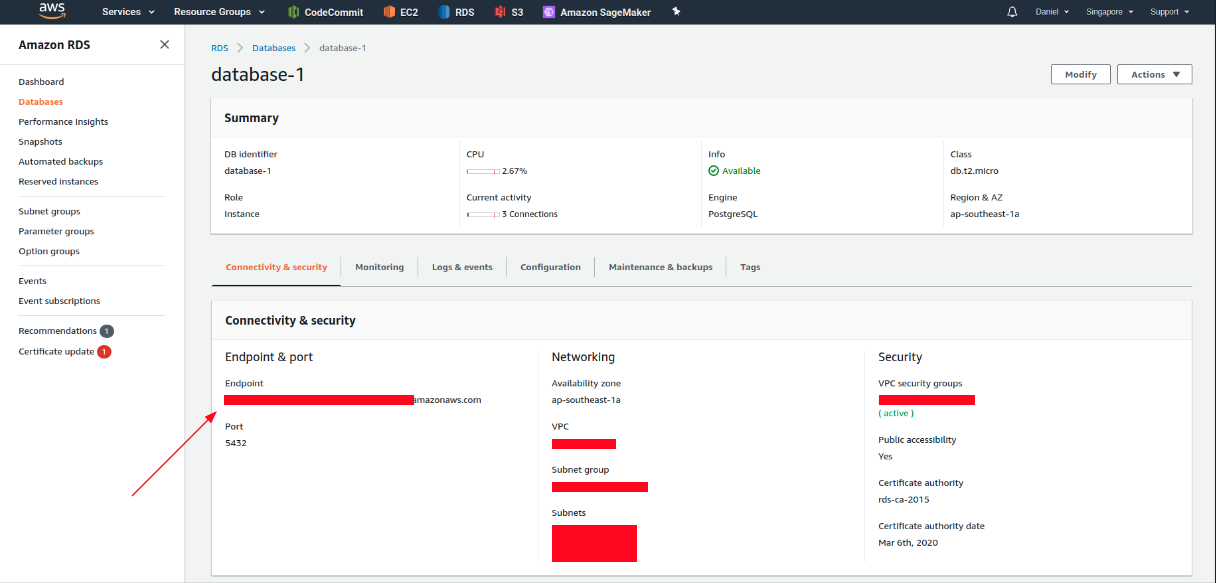 aws Services Resource Groups CodeCommit EC2 RDS S3 Amazon SageMaker Daniel Singapore Support
Amazon RDS
Dashboard
Databases
Performance Insights
Snapshots
Automated backups
Reserved instances
Subnet groups
Parameter groups
Option groups
Events
Event subscriptions
Recommendations 1
Certificate update 1
RDS Databases database-1
database-1
Modify Actions
Summary
DB identifier CPU Info Class
database-1 2.67% Available db.t2.micro
Role Current activity Engine Region & AZ
Instance 3 Connections PostgreSQL ap-southeast-1a
Connectivity & security Monitoring Logs & events Configuration Maintenance & backups Tags
Connectivity & security
Endpoint & port
Endpoint
amazonaws.com
Port
5432
Networking
Availability zone
ap-southeast-1a
VPC
Subnet group
Subnets
Security
VPC security groups
( active )
Public accessibility
Yes
Certificate authority
rds-ca-2015
Certificate authority date
Mar 6th, 2020